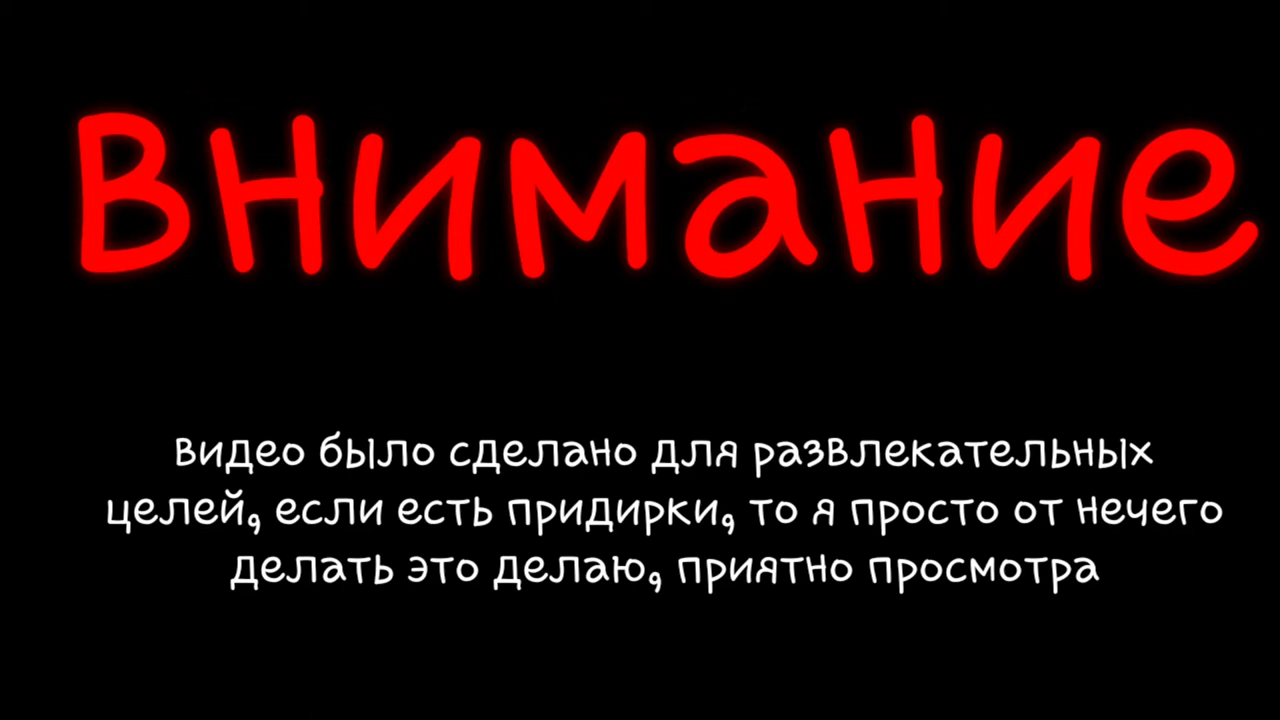 Внимание
Видео было сделано для развлекательных
целей, если есть придирки, то я просто от нечего
делать это делаю, приятно просмотра